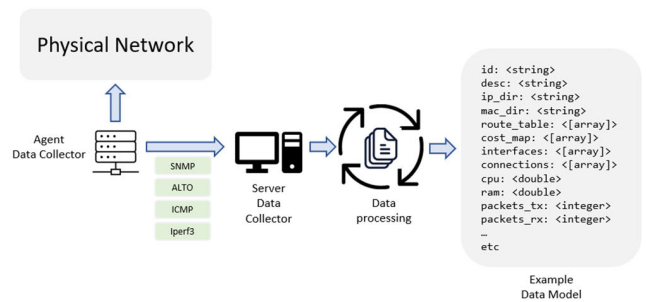 Physical Network
Agent
Data Collector
SNMP
ALTO
ICMP
Iperf3
Server
Data
Collector
Data
processing
id: <string>
desc: <string>
ip_dir: <string>
mac_dir: <string>
route_table: <[array]>
cost_map: <[array]>
interfaces: <[array]>
connections: <[array]>
cpu: <double>
ram: <double>
packets_tx: <integer>
packets_rx: <integer>
…
etc
Example
Data Model